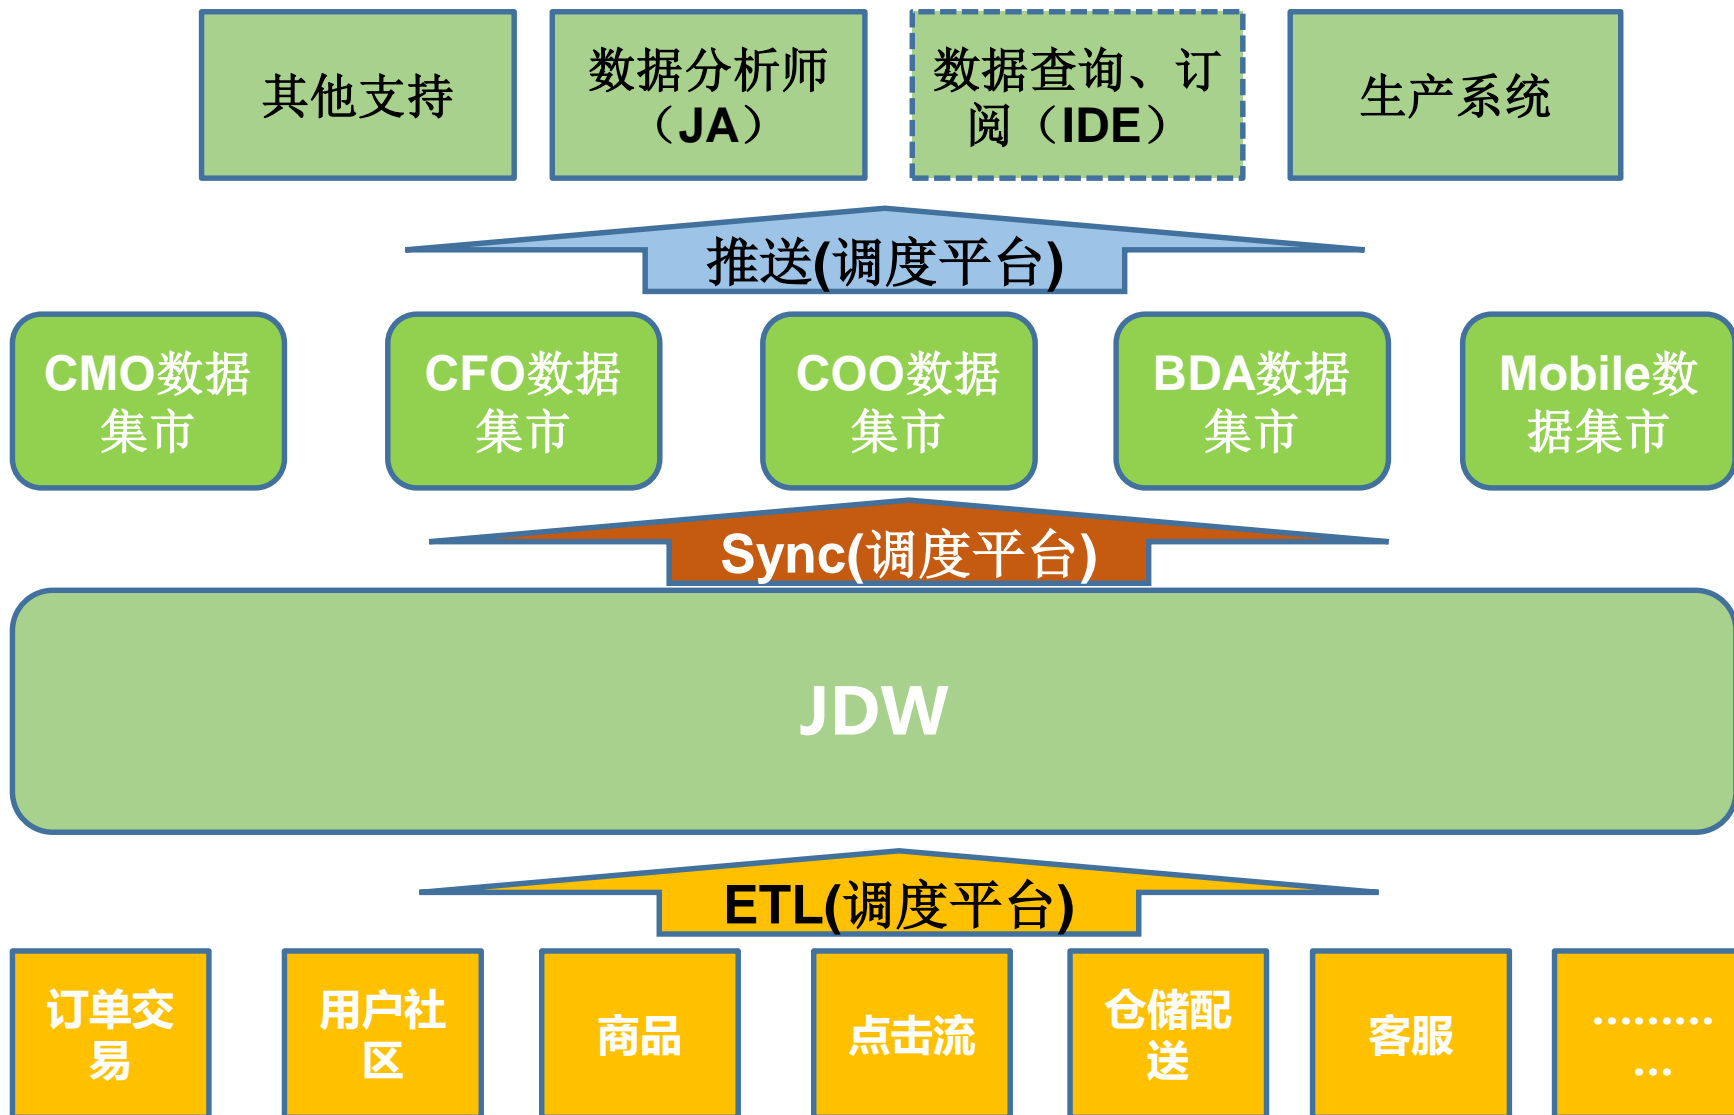 其他支持
数据分析师
（JA）
数据查询、订
阅（IDE）
生产系统
推送(调度平台)
CMO数据
集市
CFO数据
集市
COO数据
集市
BDA数据
集市
Mobile数
据集市
Sync(调度平台)
JDW
ETL(调度平台)
订单交
易
用户社
区
商品
点击流
仓储配
送
客服
.........
...